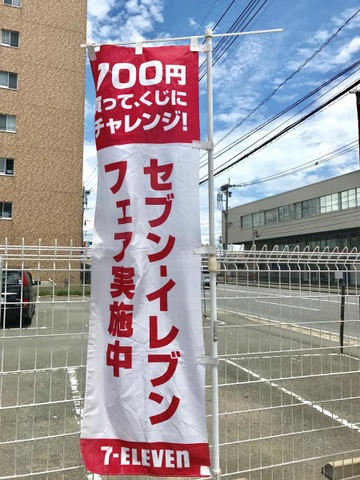 700円
買って、くじに
チャレンジ!
セブン-イレブン
フェア実施中
7-ELEVEn